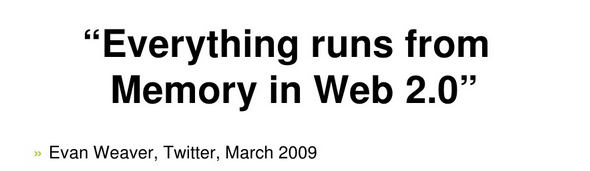 “Everything runs from
Memory in Web 2.0”
» Evan Weaver, Twitter, March 2009